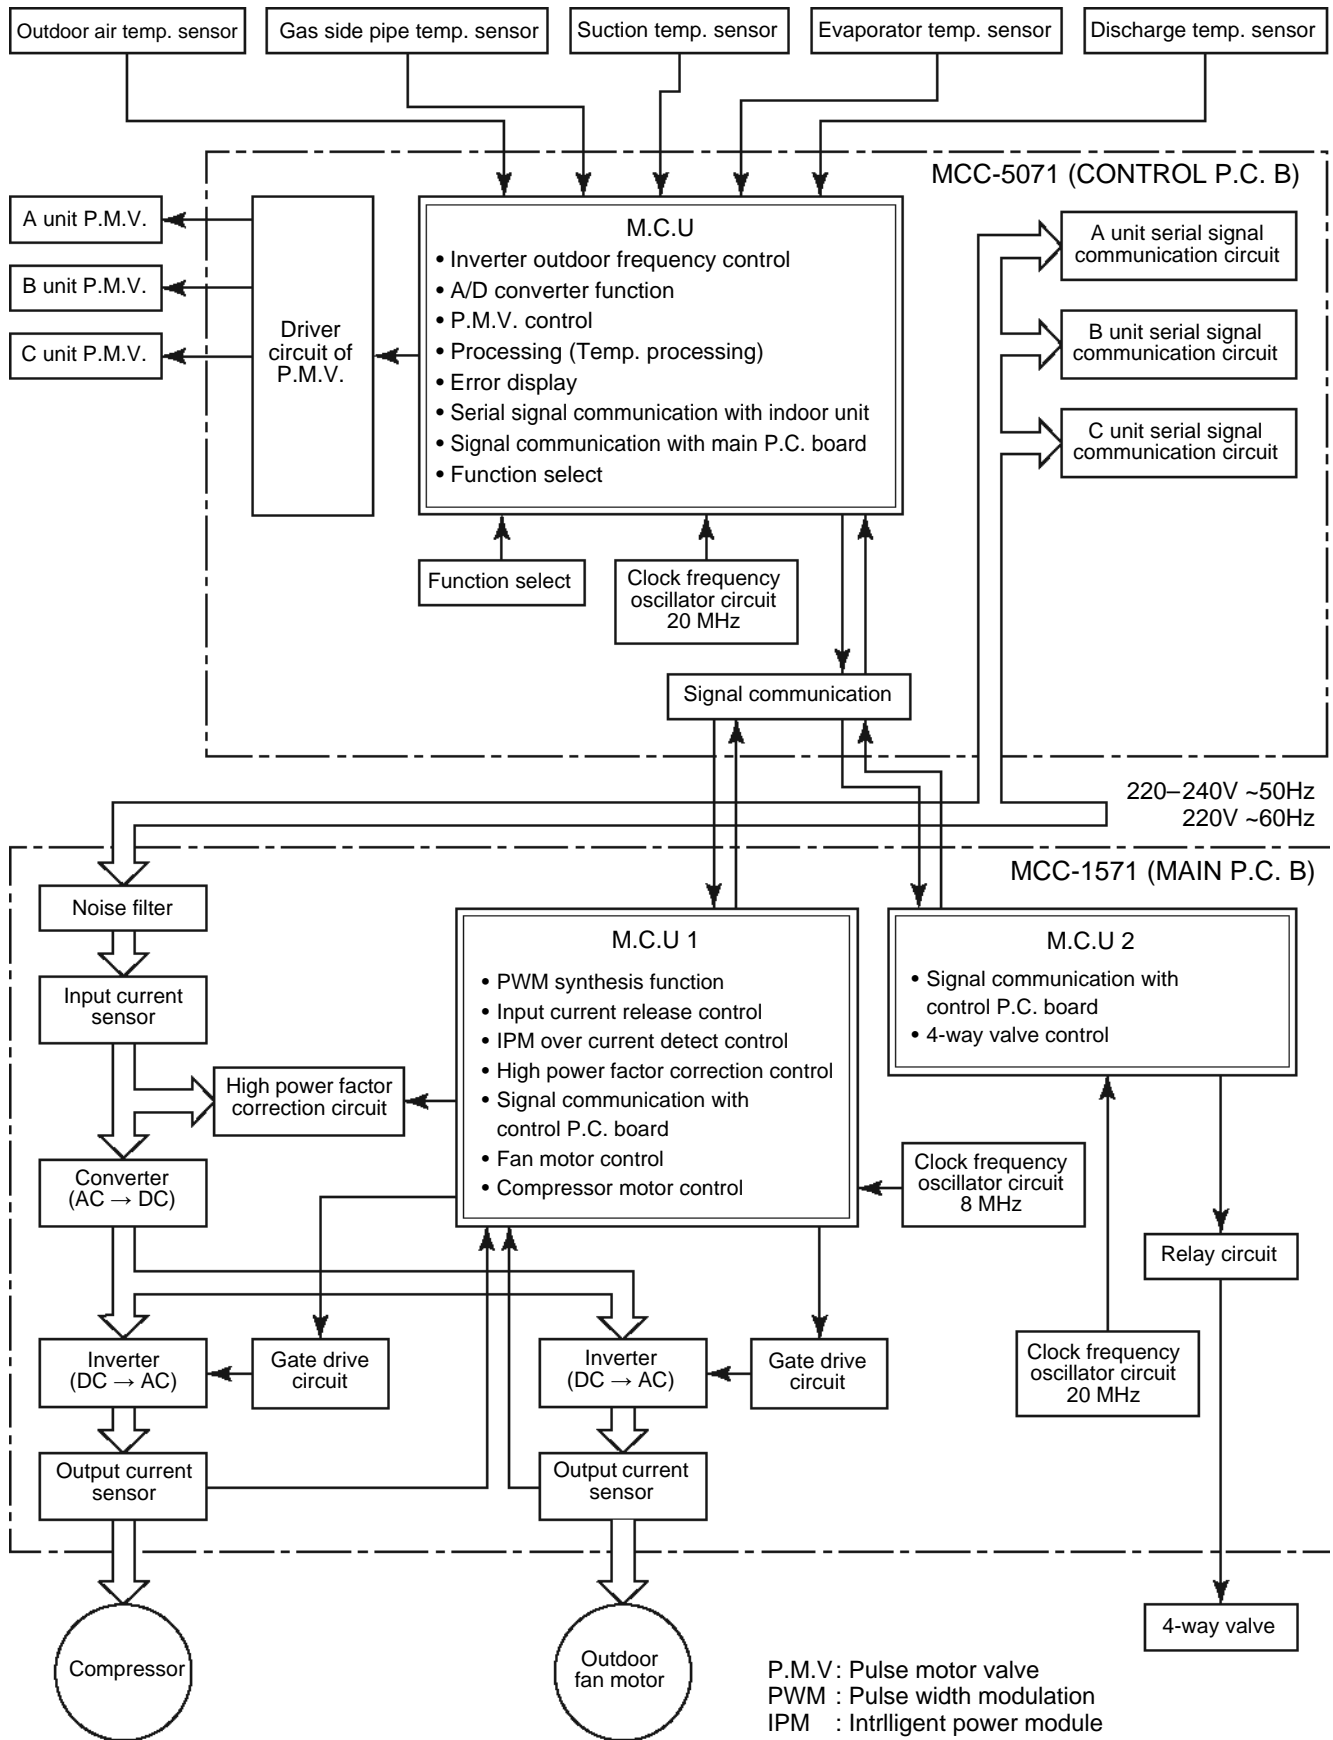 Outdoor air temp. sensor
Gas side pipe temp. sensor
Suction temp. sensor
Evaporator temp. sensor
Discharge temp. sensor
MCC-5071 (CONTROL P.C. B)
A unit P.M.V.
B unit P.M.V.
C unit P.M.V.
Driver
circuit of
P.M.V.
M.C.U
• Inverter outdoor frequency control
• A/D converter function
• P.M.V. control
• Processing (Temp. processing)
• Error display
• Serial signal communication with indoor unit
• Signal communication with main P.C. board
• Function select
A unit serial signal
communication circuit
B unit serial signal
communication circuit
C unit serial signal
communication circuit
Function select
Clock frequency
oscillator circuit
20 MHz
Signal communication
220–240V ~50Hz
220V ~60Hz
MCC-1571 (MAIN P.C. B)
Noise filter
Input current
sensor
High power factor
correction circuit
Converter
(AC → DC)
M.C.U 1
• PWM synthesis function
• Input current release control
• IPM over current detect control
• High power factor correction control
• Signal communication with
control P.C. board
• Fan motor control
• Compressor motor control
M.C.U 2
• Signal communication with
control P.C. board
• 4-way valve control
Clock frequency
oscillator circuit
8 MHz
Relay circuit
Inverter
(DC → AC)
Gate drive
circuit
Inverter
(DC → AC)
Gate drive
circuit
Clock frequency
oscillator circuit
20 MHz
Output current
sensor
Output current
sensor
Compressor
Outdoor
fan motor
4-way valve
P.M.V : Pulse motor valve
PWM : Pulse width modulation
IPM : Intrlligent power module